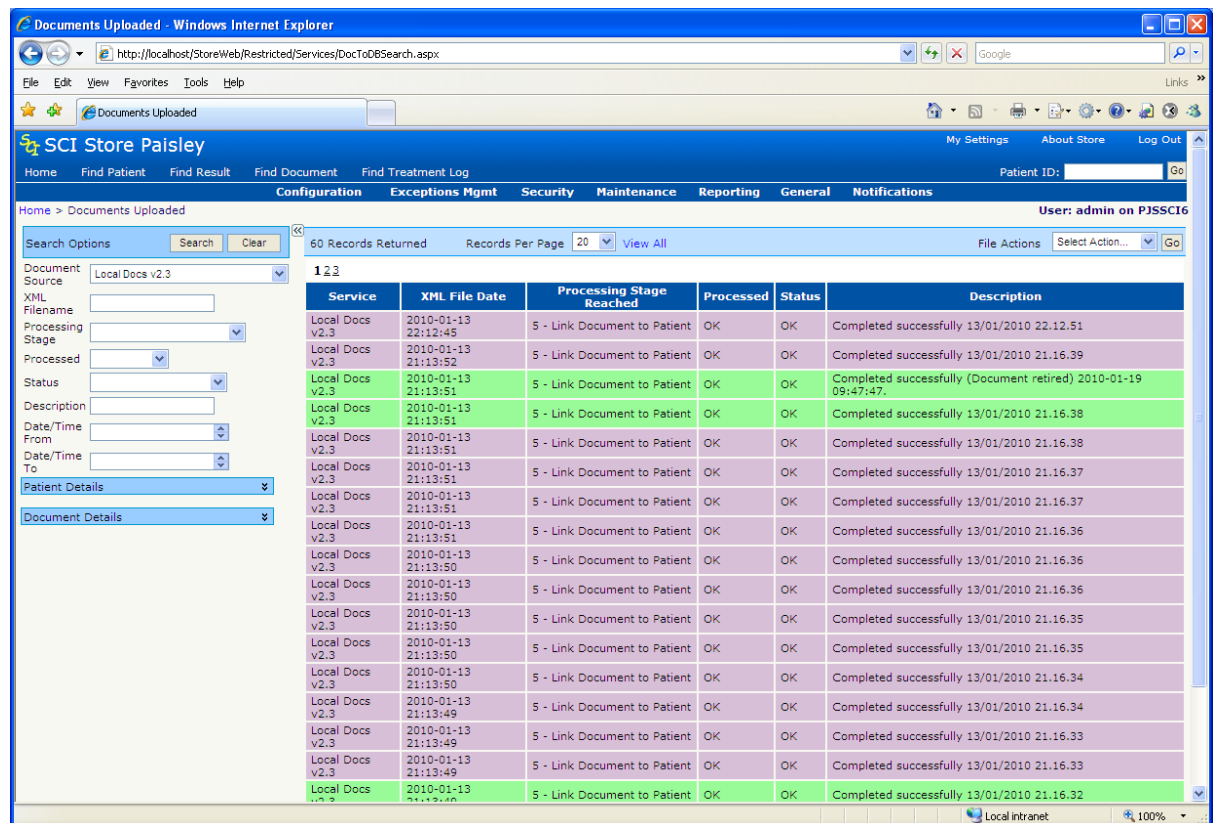 Documents Uploaded - Windows Internet Explorer
http://localhost/StoreWeb/Restricted/Services/DocToDBSearch.aspx
Google
File Edit View Favorites Tools Help
Links »
Documents Uploaded
SCI Store Paisley
My Settings About Store Log Out
Home Find Patient Find Result Find Document Find Treatment Log
Patient ID: Go
Configuration Exceptions Mgmt Security Maintenance Reporting General Notifications
Home > Documents Uploaded
User: admin on PJSSCI6
Search Options Search Clear
60 Records Returned Records Per Page 20 View All
File Actions Select Action... Go
Document Source Local Docs v2.3
XML Filename
Processing Stage
Processed
Status
Description
Date/Time From
Date/Time To
Patient Details
Document Details
1 2 3
Service XML File Date Processing Stage Reached Processed Status Description
Local Docs v2.3 2010-01-13 22:12:45 5 - Link Document to Patient OK OK Completed successfully 13/01/2010 22.12.51
Local Docs v2.3 2010-01-13 21:13:52 5 - Link Document to Patient OK OK Completed successfully 13/01/2010 21.16.39
Local Docs v2.3 2010-01-13 21:13:51 5 - Link Document to Patient OK OK Completed successfully (Document retired) 2010-01-19 09:47:47.
Local Docs v2.3 2010-01-13 21:13:51 5 - Link Document to Patient OK OK Completed successfully 13/01/2010 21.16.38
Local Docs v2.3 2010-01-13 21:13:51 5 - Link Document to Patient OK OK Completed successfully 13/01/2010 21.16.38
Local Docs v2.3 2010-01-13 21:13:51 5 - Link Document to Patient OK OK Completed successfully 13/01/2010 21.16.37
Local Docs v2.3 2010-01-13 21:13:51 5 - Link Document to Patient OK OK Completed successfully 13/01/2010 21.16.37
Local Docs v2.3 2010-01-13 21:13:51 5 - Link Document to Patient OK OK Completed successfully 13/01/2010 21.16.36
Local Docs v2.3 2010-01-13 21:13:50 5 - Link Document to Patient OK OK Completed successfully 13/01/2010 21.16.36
Local Docs v2.3 2010-01-13 21:13:50 5 - Link Document to Patient OK OK Completed successfully 13/01/2010 21.16.36
Local Docs v2.3 2010-01-13 21:13:50 5 - Link Document to Patient OK OK Completed successfully 13/01/2010 21.16.35
Local Docs v2.3 2010-01-13 21:13:50 5 - Link Document to Patient OK OK Completed successfully 13/01/2010 21.16.35
Local Docs v2.3 2010-01-13 21:13:50 5 - Link Document to Patient OK OK Completed successfully 13/01/2010 21.16.34
Local Docs v2.3 2010-01-13 21:13:49 5 - Link Document to Patient OK OK Completed successfully 13/01/2010 21.16.34
Local Docs v2.3 2010-01-13 21:13:49 5 - Link Document to Patient OK OK Completed successfully 13/01/2010 21.16.33
Local Docs v2.3 2010-01-13 21:13:49 5 - Link Document to Patient OK OK Completed successfully 13/01/2010 21.16.33
Local Docs 2010-01-13 5 - Link Document to Patient OK OK Completed successfully 13/01/2010 21.16.32
Local intranet 100%